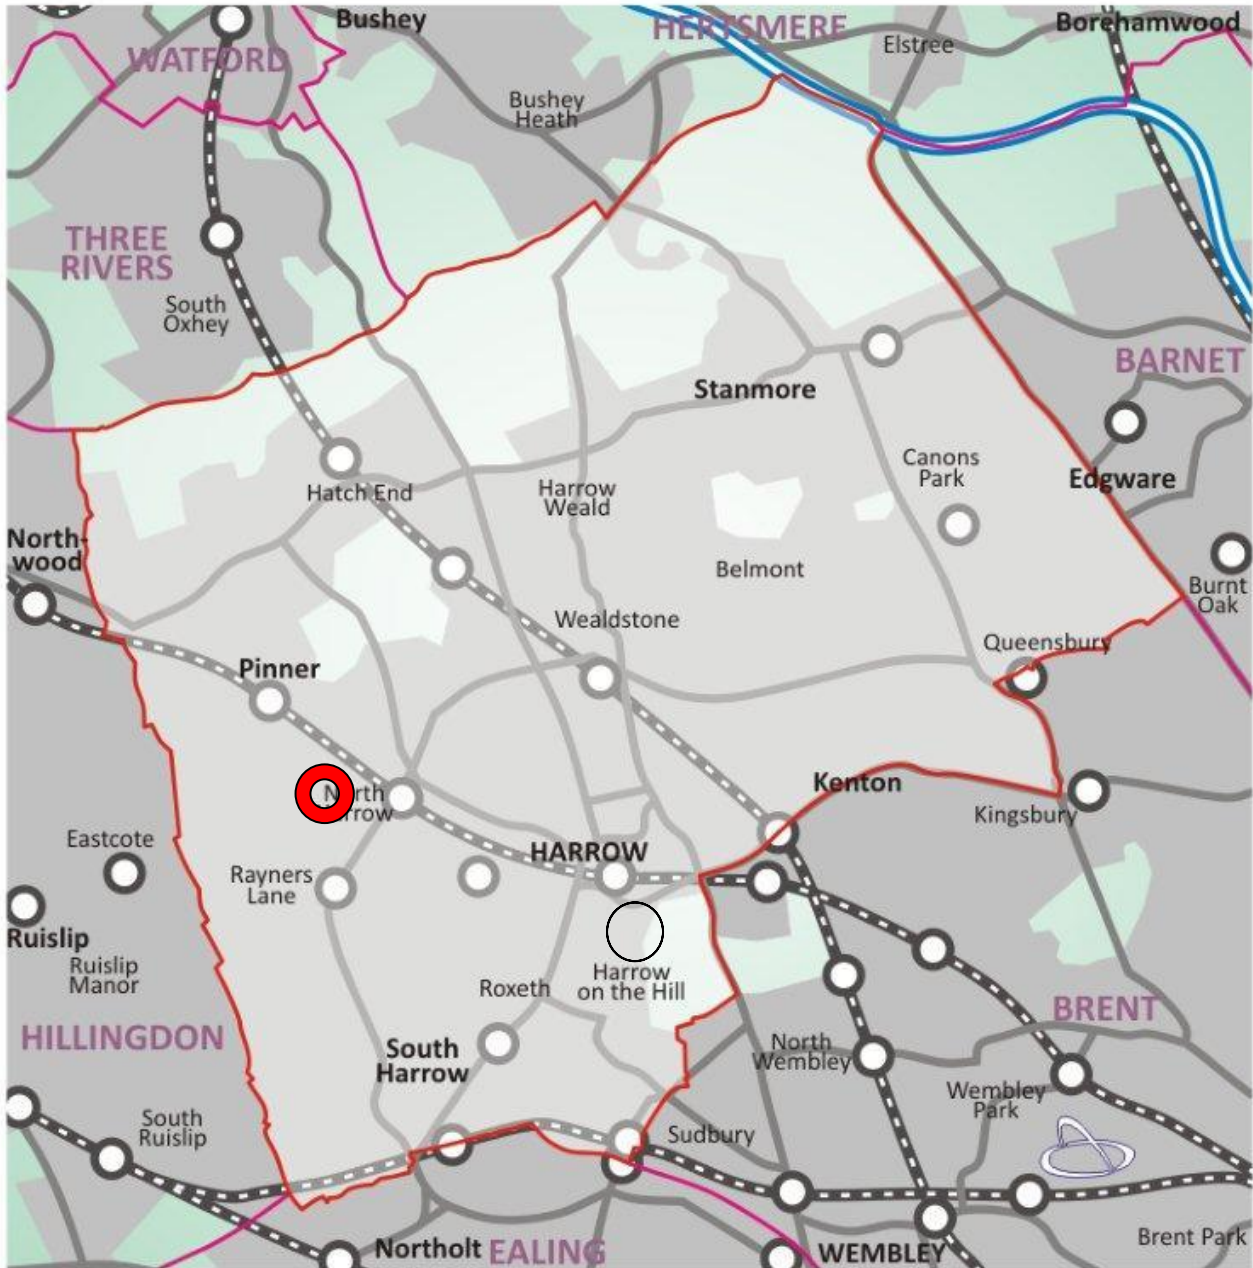 Bushey
HERTSMERE
Borehamwood
WATFORD
Elstree
Bushey
Heath
THREE
RIVERS
South
Oxhey
BARNET
Stanmore
Canons
Park
Edgware
Hatch End
Harrow
Weald
North-
wood
Belmont
Burnt
Oak
Wealdstone
Queensbury
Pinner
Kenton
North
rrow
Kingsbury
Eastcote
HARROW
Rayners
Lane
Ruislip
Ruislip
Manor
Harrow
on the Hill
Roxeth
BRENT
HILLINGDON
South
Harrow
North
Wembley
Wembley
Park
South
Ruislip
Sudbury
Northolt
EALING
WEMBLEY
Brent Park